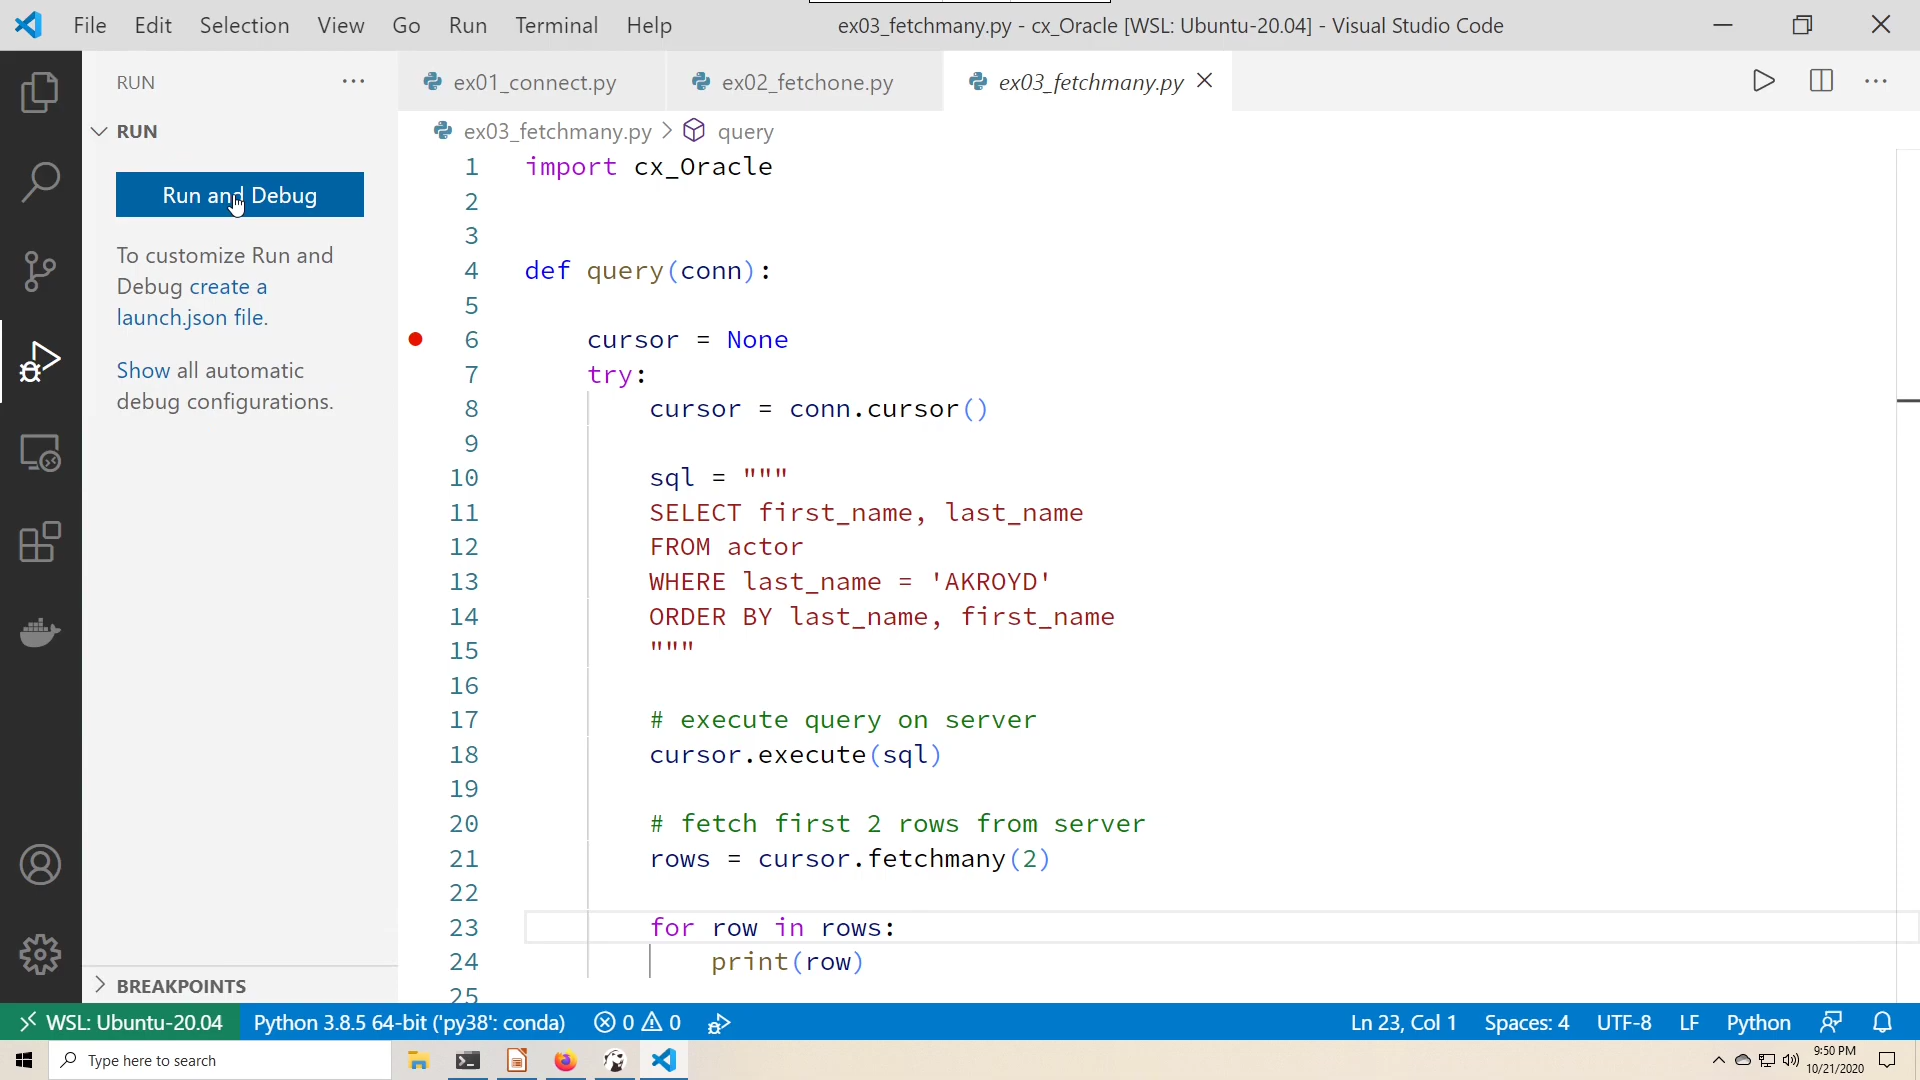 File Edit Selection View Go Run Terminal Help
ex03_fetchmany.py - cx_Oracle [WSL: Ubuntu-20.04] - Visual Studio Code
RUN
RUN
Run and Debug
To customize Run and
Debug create a
launch.json file.
Show all automatic
debug configurations.
BREAKPOINTS
ex01_connect.py
ex02_fetchone.py
ex03_fetchmany.py
ex03_fetchmany.py > query
1 import cx_Oracle
2
3
4 def query(conn):
5
6 cursor = None
7 try:
8 cursor = conn.cursor()
9
10 sql = """
11 SELECT first_name, last_name
12 FROM actor
13 WHERE last_name = 'AKROYD'
14 ORDER BY last_name, first_name
15 """
16
17 # execute query on server
18 cursor.execute(sql)
19
20 # fetch first 2 rows from server
21 rows = cursor.fetchmany(2)
22
23 for row in rows:
24 print(row)
25
WSL: Ubuntu-20.04 Python 3.8.5 64-bit ('py38': conda) 0 0 Ln 23, Col 1 Spaces: 4 UTF-8 LF Python
Type here to search
9:50 PM
10/21/2020